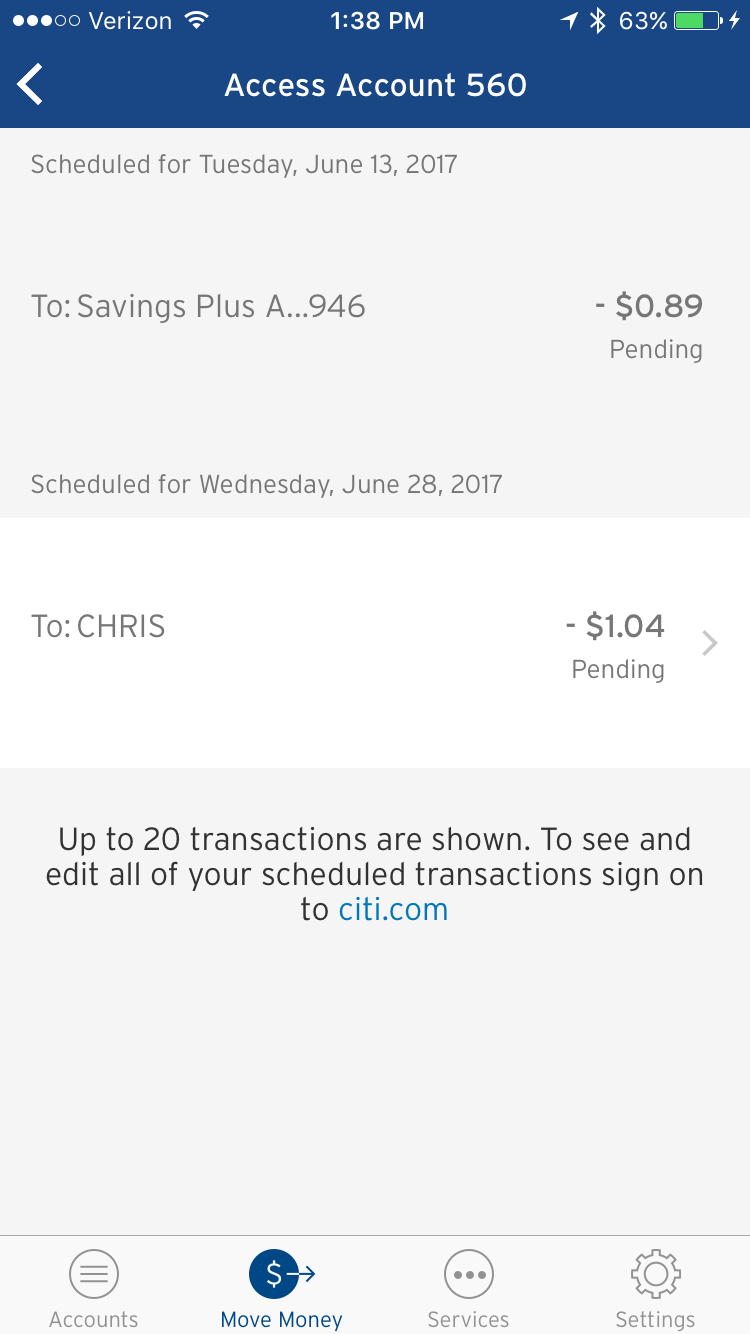 Verizon 1:38 PM 63%
Access Account 560
Scheduled for Tuesday, June 13, 2017
To: Savings Plus A...946 - $0.89
Pending
Scheduled for Wednesday, June 28, 2017
To: CHRIS - $1.04
Pending
Up to 20 transactions are shown. To see and
edit all of your scheduled transactions sign on
to citi.com
$
Accounts Move Money Services Settings